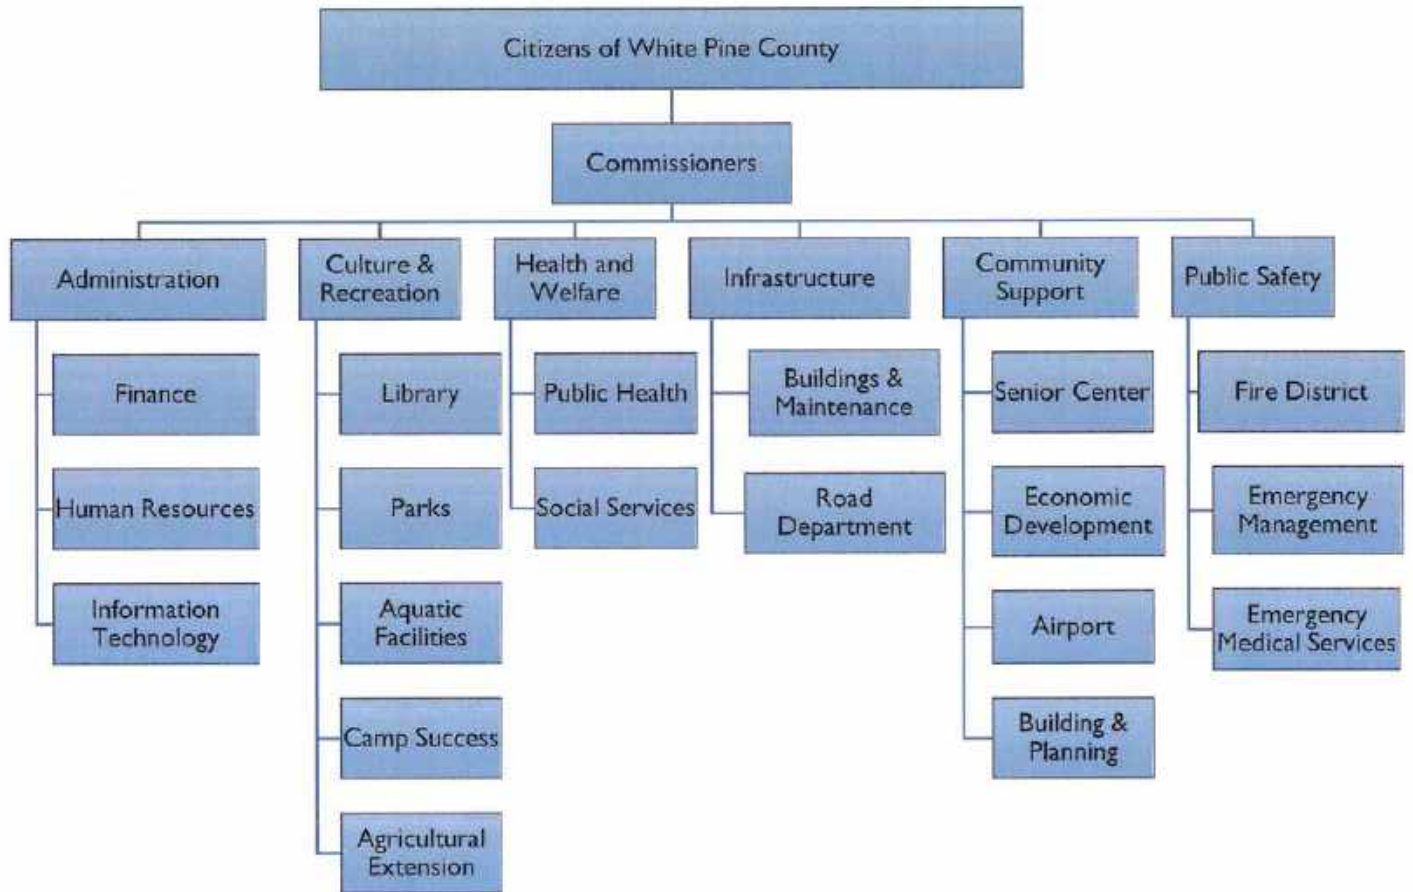 Citizens of White Pine County
Commissioners
Administration
Culture &
Recreation
Health and
Welfare
Infrastructure
Community
Support
Public Safety
Finance
Human Resources
Information
Technology
Library
Parks
Aquatic
Facilities
Camp Success
Agricultural
Extension
Public Health
Social Services
Buildings &
Maintenance
Road
Department
Senior Center
Economic
Development
Airport
Building &
Planning
Fire District
Emergency
Management
Emergency
Medical Services